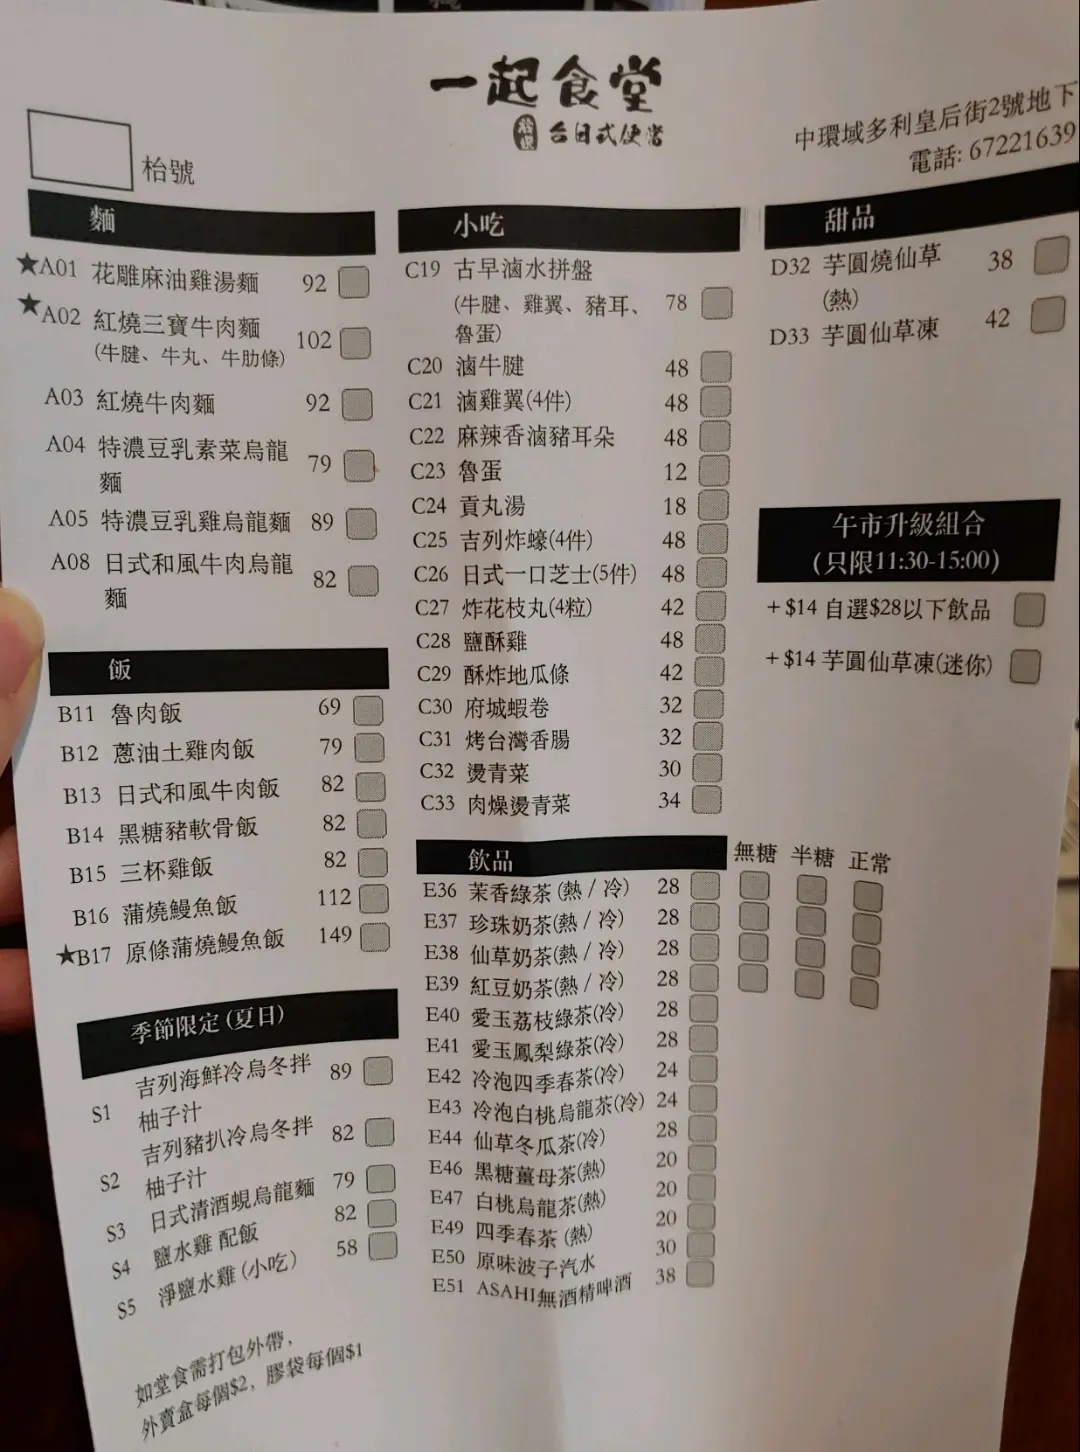 一起食堂
台日式便當
中環域多利皇后街2號地下
電話: 67221639
枱號
麵
★A01 花雕麻油雞湯麵 92
★A02 紅燒三寶牛肉麵 102
(牛腱、牛丸、牛肋條)
A03 紅燒牛肉麵 92
A04 特濃豆乳素菜烏龍 79
麵
A05 特濃豆乳雞烏龍麵 89
A08 日式和風牛肉烏龍 82
麵
飯
B11 魯肉飯 69
B12 蔥油土雞肉飯 79
B13 日式和風牛肉飯 82
B14 黑糖豬軟骨飯 82
B15 三杯雞飯 82
B16 蒲燒鰻魚飯 112
★B17 原條蒲燒鰻魚飯 149
季節限定(夏日)
吉列海鮮冷烏冬拌 89
S1 柚子汁
吉列豬扒冷烏冬拌 82
S2 柚子汁
S3 日式清酒蜆烏龍麵 79
S4 鹽水雞 配飯 82
S5 淨鹽水雞(小吃) 58
如堂食需打包外帶，
外賣盒每個$2，膠袋每個$1
小吃
C19 古早滷水拼盤
(牛腱、雞翼、豬耳、 78
魯蛋)
C20 滷牛腱 48
C21 滷雞翼(4件) 48
C22 麻辣香滷豬耳朵 48
C23 魯蛋 12
C24 貢丸湯 18
C25 吉列炸蠔(4件) 48
C26 日式一口芝士(5件) 48
C27 炸花枝丸(4粒) 42
C28 鹽酥雞 48
C29 酥炸地瓜條 42
C30 府城蝦卷 32
C31 烤台灣香腸 32
C32 燙青菜 30
C33 肉燥燙青菜 34
飲品 無糖 半糖 正常
E36 茉香綠茶(熱 / 冷) 28
E37 珍珠奶茶(熱 / 冷) 28
E38 仙草奶茶(熱 / 冷) 28
E39 紅豆奶茶(熱 / 冷) 28
E40 愛玉荔枝綠茶(冷) 28
E41 愛玉鳳梨綠茶(冷) 28
E42 冷泡四季春茶(冷) 24
E43 冷泡白桃烏龍茶(冷) 24
E44 仙草冬瓜茶(冷) 28
E46 黑糖薑母茶(熱) 20
E47 白桃烏龍茶(熱) 20
E49 四季春茶 (熱) 20
E50 原味波子汽水 30
E51 ASAHI無酒精啤酒 38
甜品
D32 芋圓燒仙草 38
(熱)
D33 芋圓仙草凍 42
午市升級組合
(只限11:30-15:00)
+$14 自選$28以下飲品
+$14 芋圓仙草凍(迷你)